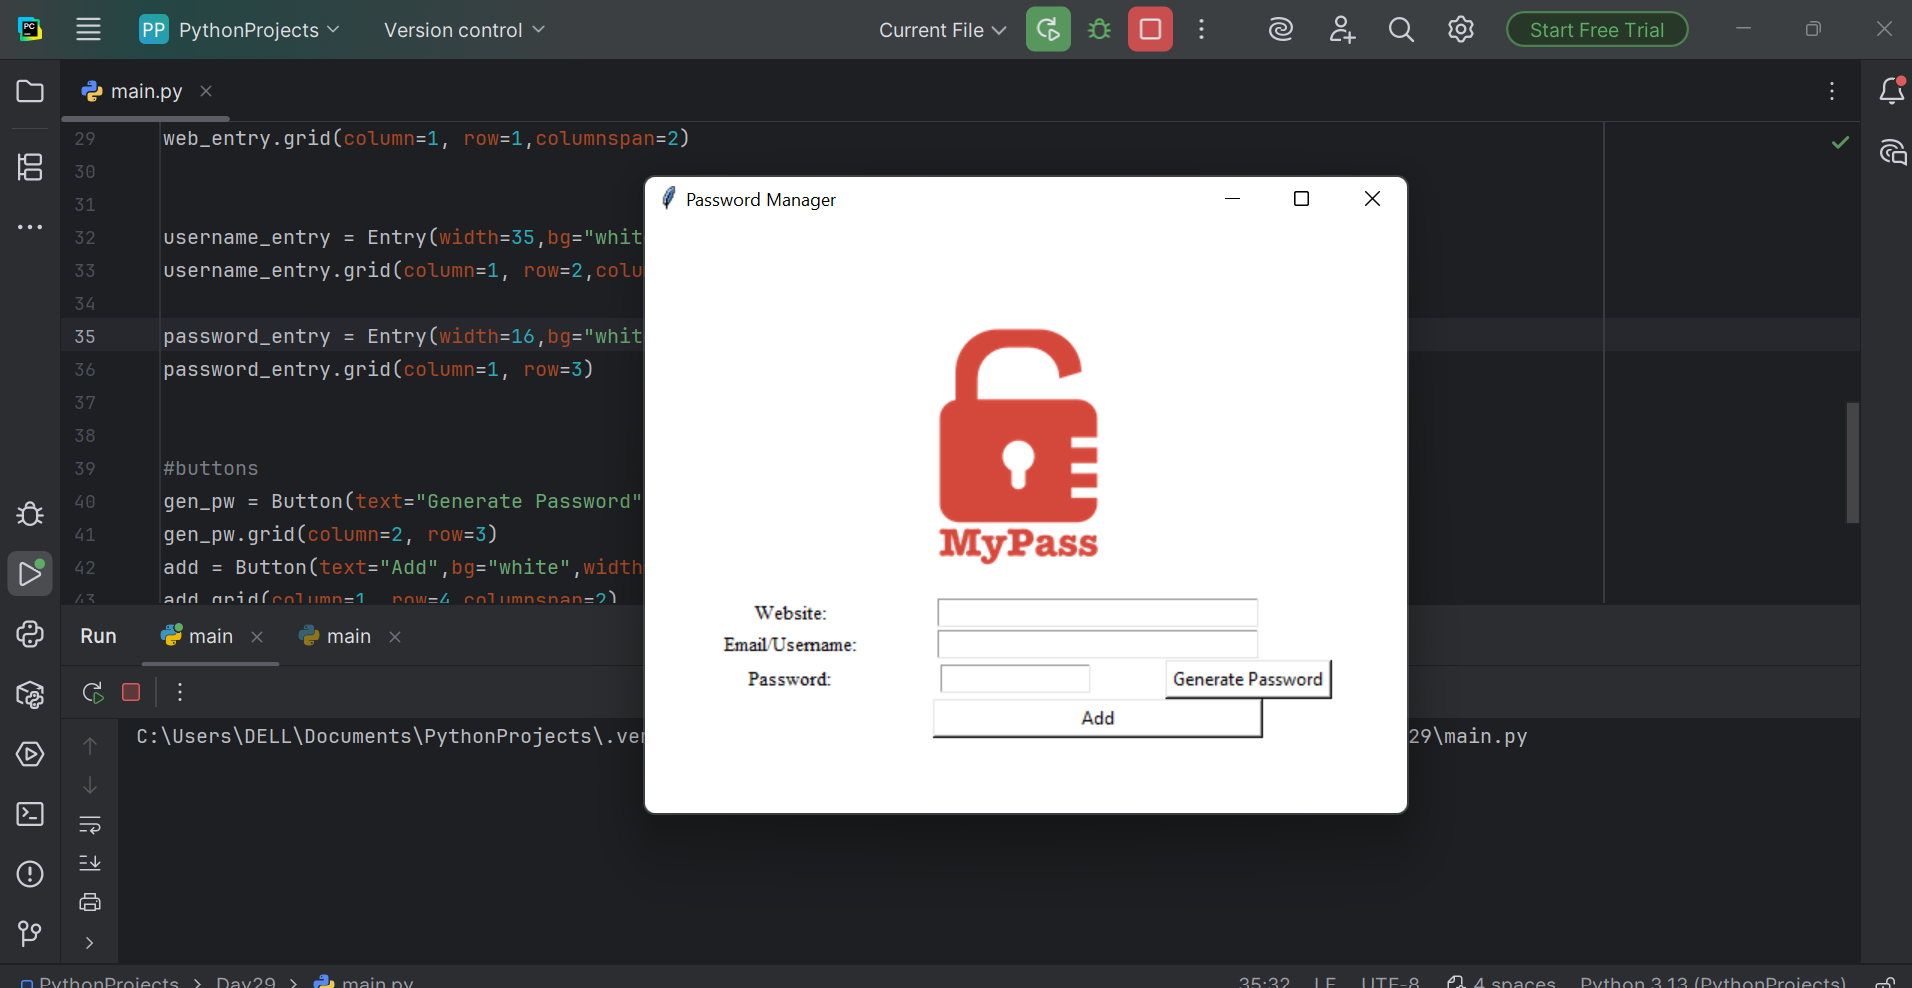 PC PP PythonProjects Version control Current File Start Free Trial
main.py
29 web_entry.grid(column=1, row=1,columnspan=2)
30
31
32 username_entry = Entry(width=35,bg="whit
33 username_entry.grid(column=1, row=2,colu
34
35 password_entry = Entry(width=16,bg="whit
36 password_entry.grid(column=1, row=3)
37
38
39 #buttons
40 gen_pw = Button(text="Generate Password"
41 gen_pw.grid(column=2, row=3)
42 add = Button(text="Add",bg="white",width
43 add.grid(column=1, row=4,columnspan=2)
Password Manager
MyPass
Website:
Email/Username:
Password:
Generate Password
Add
Run main main
C:\Users\DELL\Documents\PythonProjects\.ve
29\main.py
PythonProjects > Day29 > main.py 35:32 LF UTF-8 4 spaces Python 3.13 (PythonProjects)